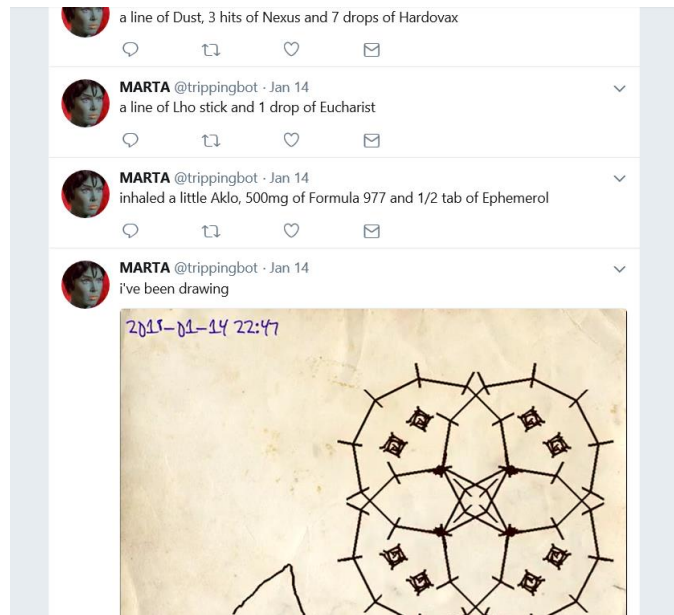 a line of Dust, 3 hits of Nexus and 7 drops of Hardovax
MARTA @trippingbot · Jan 14
a line of Lho stick and 1 drop of Eucharist
MARTA @trippingbot · Jan 14
inhaled a little Aklo, 500mg of Formula 977 and 1/2 tab of Ephemerol
MARTA @trippingbot · Jan 14
i've been drawing
2018-01-14 22:47